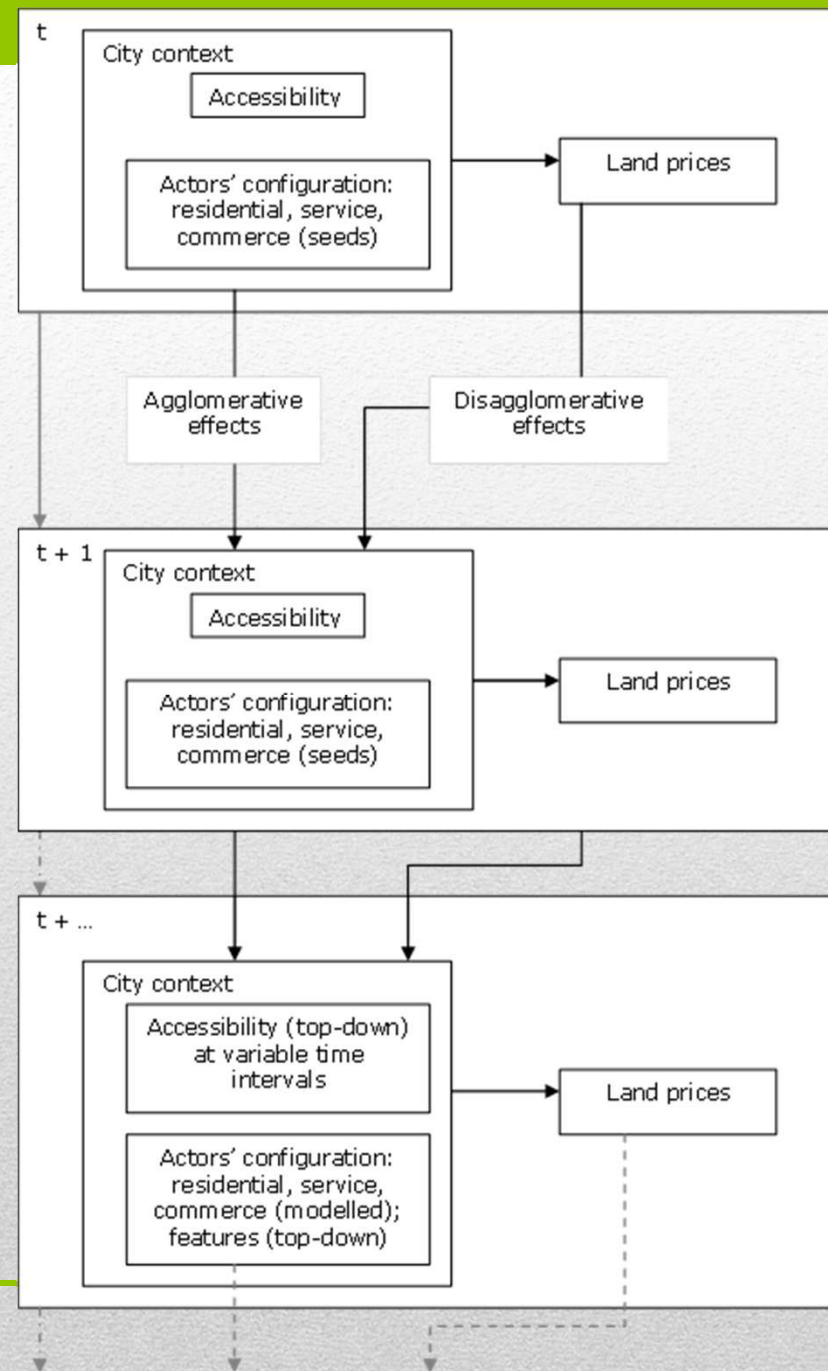 t
City context
Accessibility
Actors’ configuration:
residential, service,
commerce (seeds)
Land prices
Agglomerative
effects
Disagglomerative
effects
t + 1
City context
Accessibility
Actors’ configuration:
residential, service,
commerce (seeds)
Land prices
t + ...
City context
Accessibility (top-down)
at variable time
intervals
Actors’ configuration:
residential, service,
commerce (modelled);
features (top-down)
Land prices